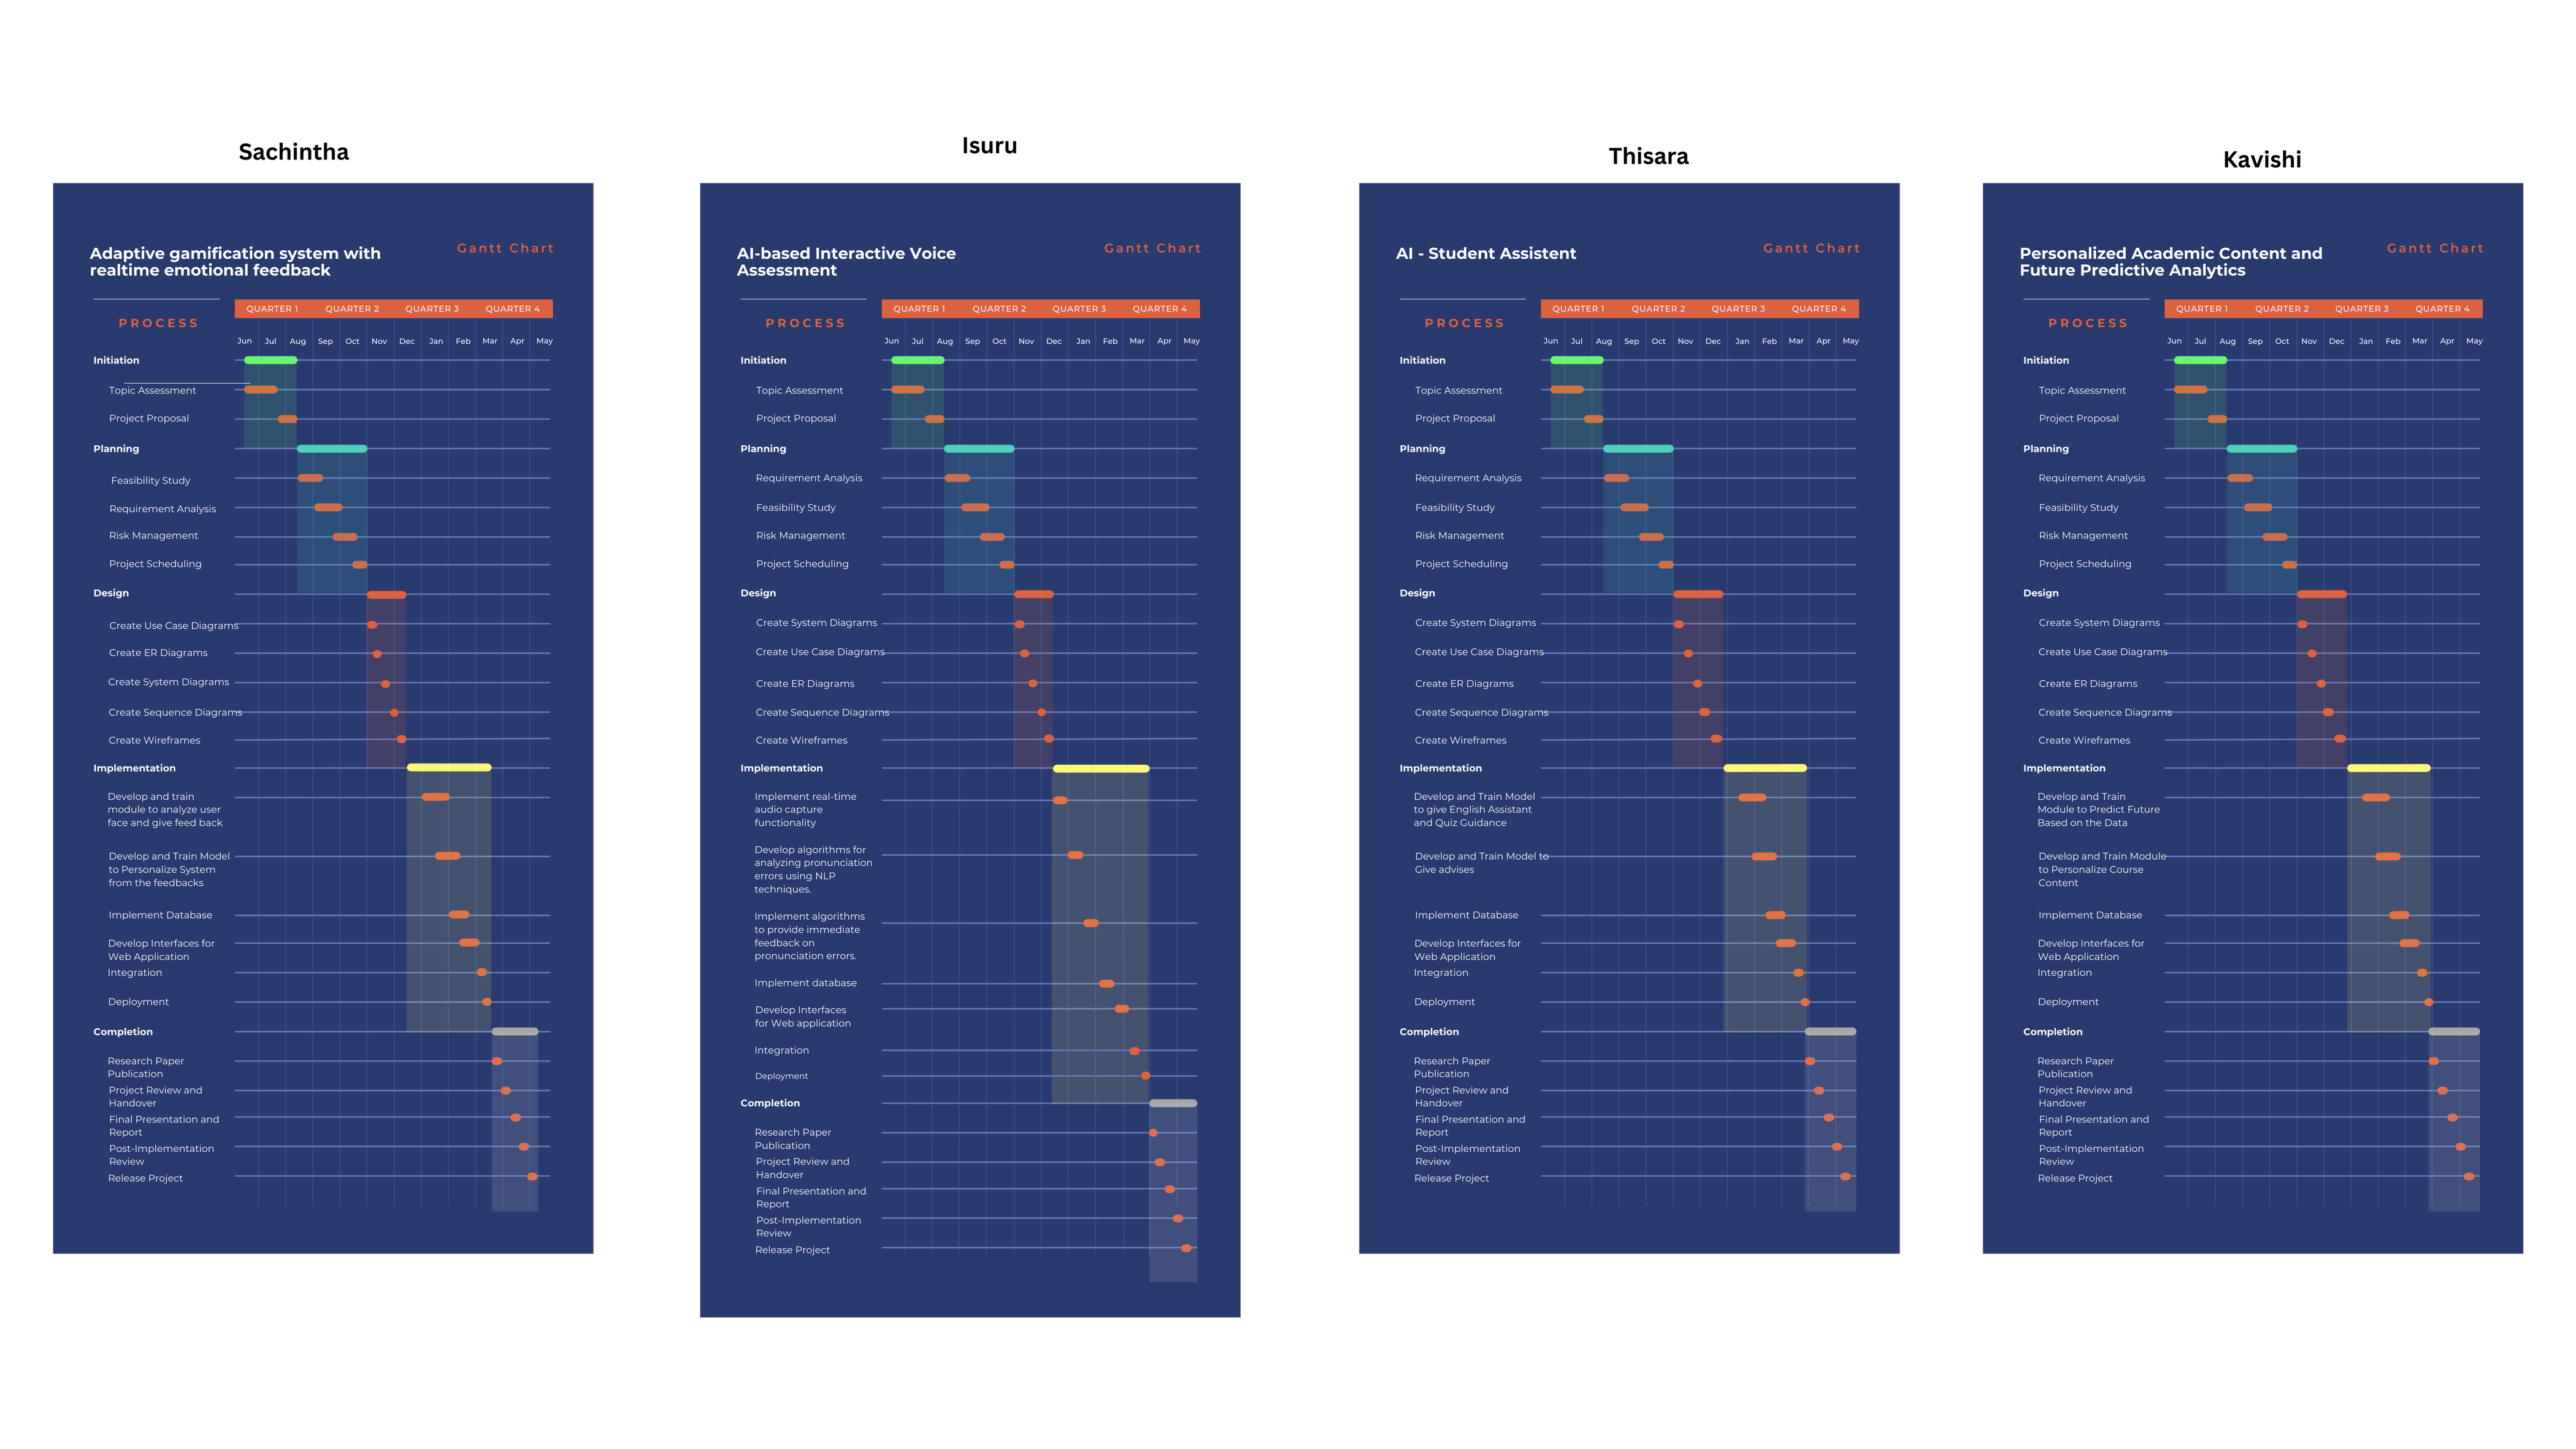 Sachintha
Adaptive gamification system with
realtime emotional feedback
Gantt Chart
PROCESS
QUARTER 1 QUARTER 2 QUARTER 3 QUARTER 4
Jun Jul Aug Sep Oct Nov Dec Jan Feb Mar Apr May
Initiation
Topic Assessment
Project Proposal
Planning
Feasibility Study
Requirement Analysis
Risk Management
Project Scheduling
Design
Create Use Case Diagrams
Create ER Diagrams
Create System Diagrams
Create Sequence Diagrams
Create Wireframes
Implementation
Develop and train
module to analyze user
face and give feed back
Develop and Train Model
to Personalize System
from the feedbacks
Implement Database
Develop Interfaces for
Web Application
Integration
Deployment
Completion
Research Paper
Publication
Project Review and
Handover
Final Presentation and
Report
Post-Implementation
Review
Release Project
Isuru
AI-based Interactive Voice
Assessment
Gantt Chart
PROCESS
QUARTER 1 QUARTER 2 QUARTER 3 QUARTER 4
Jun Jul Aug Sep Oct Nov Dec Jan Feb Mar Apr May
Initiation
Topic Assessment
Project Proposal
Planning
Requirement Analysis
Feasibility Study
Risk Management
Project Scheduling
Design
Create System Diagrams
Create Use Case Diagrams
Create ER Diagrams
Create Sequence Diagrams
Create Wireframes
Implementation
Implement real-time
audio capture
functionality
Develop algorithms for
analyzing pronunciation
errors using NLP
techniques.
Implement algorithms
to provide immediate
feedback on
pronunciation errors.
Implement database
Develop Interfaces
for Web application
Integration
Deployment
Completion
Research Paper
Publication
Project Review and
Handover
Final Presentation and
Report
Post-Implementation
Review
Release Project
Thisara
AI - Student Assistent
Gantt Chart
PROCESS
QUARTER 1 QUARTER 2 QUARTER 3 QUARTER 4
Jun Jul Aug Sep Oct Nov Dec Jan Feb Mar Apr May
Initiation
Topic Assessment
Project Proposal
Planning
Requirement Analysis
Feasibility Study
Risk Management
Project Scheduling
Design
Create System Diagrams
Create Use Case Diagrams
Create ER Diagrams
Create Sequence Diagrams
Create Wireframes
Implementation
Develop and Train Model
to give English Assistant
and Quiz Guidance
Develop and Train Model to
Give advises
Implement Database
Develop Interfaces for
Web Application
Integration
Deployment
Completion
Research Paper
Publication
Project Review and
Handover
Final Presentation and
Report
Post-Implementation
Review
Release Project
Kavishi
Personalized Academic Content and
Future Predictive Analytics
Gantt Chart
PROCESS
QUARTER 1 QUARTER 2 QUARTER 3 QUARTER 4
Jun Jul Aug Sep Oct Nov Dec Jan Feb Mar Apr May
Initiation
Topic Assessment
Project Proposal
Planning
Requirement Analysis
Feasibility Study
Risk Management
Project Scheduling
Design
Create System Diagrams
Create Use Case Diagrams
Create ER Diagrams
Create Sequence Diagrams
Create Wireframes
Implementation
Develop and Train
Module to Predict Future
Based on the Data
Develop and Train Module
to Personalize Course
Content
Implement Database
Develop Interfaces for
Web Application
Integration
Deployment
Completion
Research Paper
Publication
Project Review and
Handover
Final Presentation and
Report
Post-Implementation
Review
Release Project